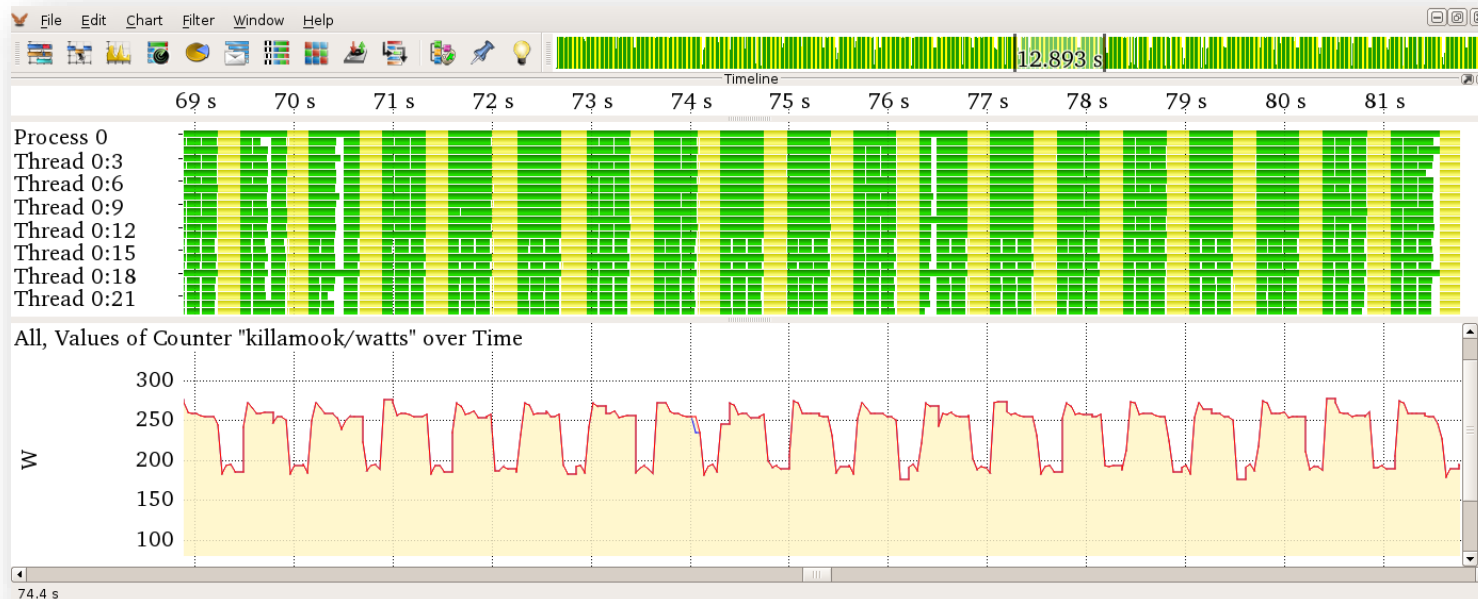 File Edit Chart Filter Window Help
12.893 s
Timeline
69 s 70 s 71 s 72 s 73 s 74 s 75 s 76 s 77 s 78 s 79 s 80 s 81 s
Process 0
Thread 0:3
Thread 0:6
Thread 0:9
Thread 0:12
Thread 0:15
Thread 0:18
Thread 0:21
All, Values of Counter "killamook/watts" over Time
300
250
200
150
100
W
74.4 s